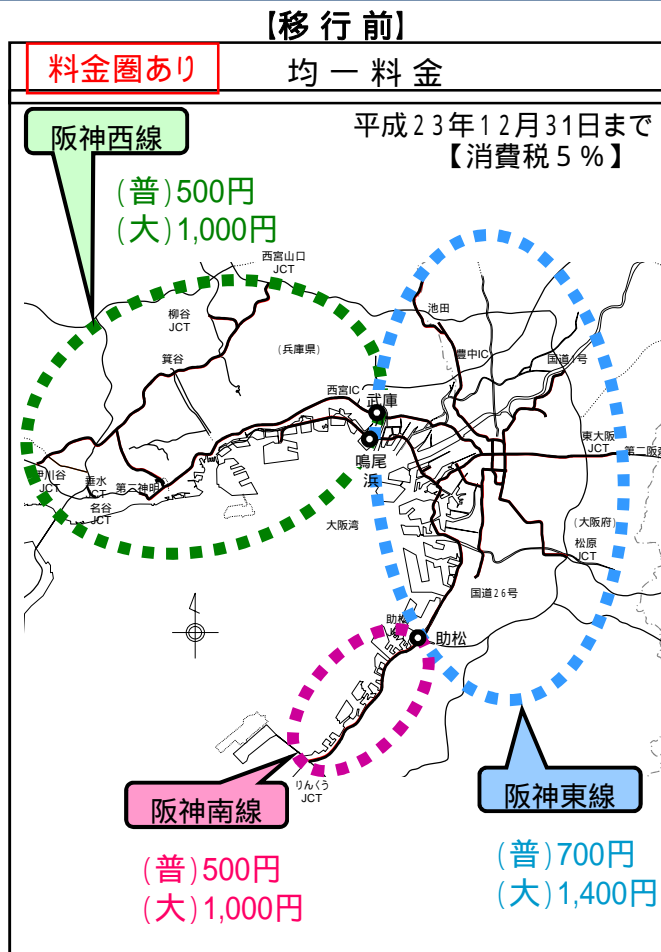 【移行前】
料金圏あり
均一料金
平成23年12月31日まで
【消費税5%】
阪神西線
(普)500円
(大)1,000円
西宮山口
JCT
柳谷
JCT
池田
箕谷
(兵庫県)
豊中IC
国道1号
西宮IC
武庫
鳴尾
浜
東大阪
JCT
伊川谷
JCT
垂水
JCT
第二神明
名谷
JCT
大阪湾
(大阪府)
松原
JCT
国道26号
助松
助松
りんくう
JCT
阪神南線
阪神東線
(普)500円
(大)1,000円
(普)700円
(大)1,400円